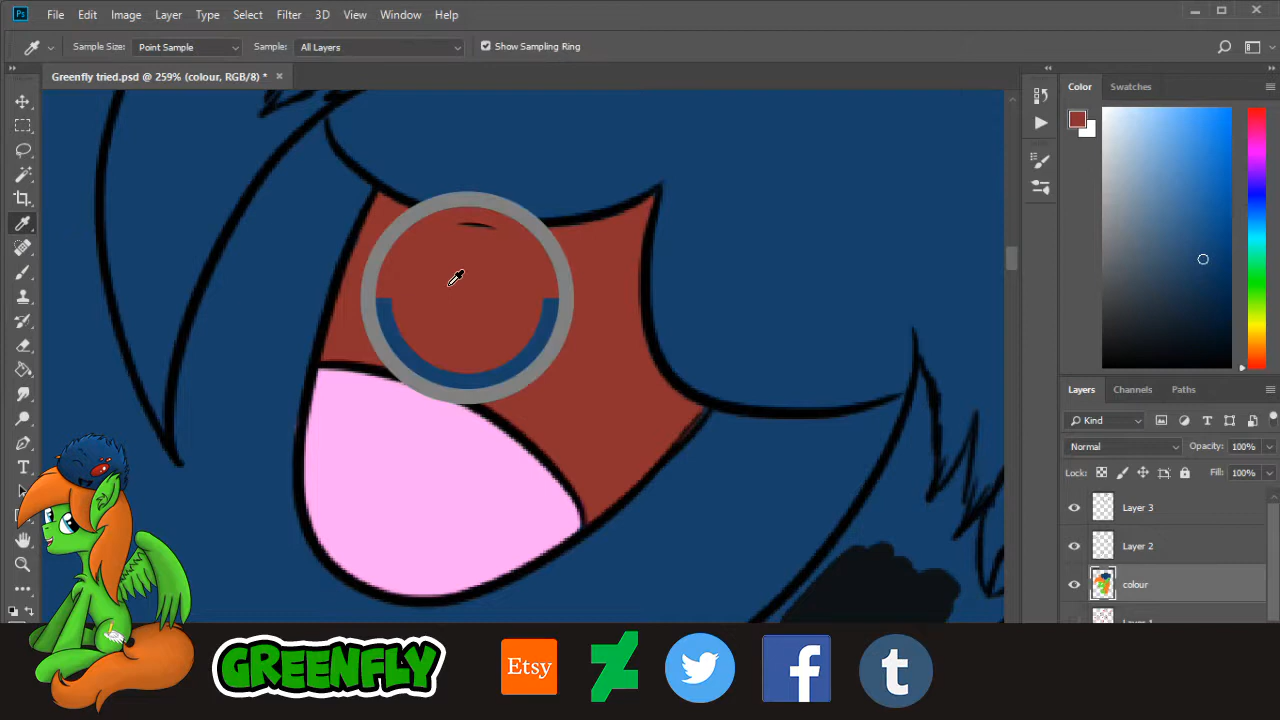 Ps File Edit Image Layer Type Select Filter 3D View Window Help
Sample Size: Point Sample Sample: All Layers Show Sampling Ring
Greenfly tried.psd @ 259% (colour, RGB/8) *
Color Swatches
Layers Channels Paths
Kind
Normal Opacity: 100%
Lock: Fill: 100%
Layer 3
Layer 2
colour
GREENFLY Etsy f t